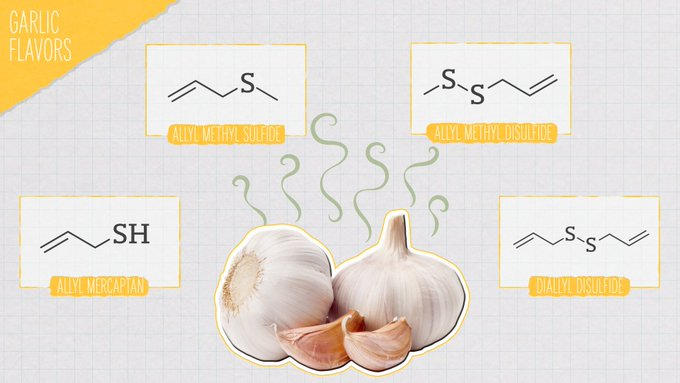 GARLIC
FLAVORS
S
ALLYL METHYL SULFIDE
S
S
ALLYL METHYL DISULFIDE
SH
ALLYL MERCAPTAN
S
S
DIALLYL DISULFIDE